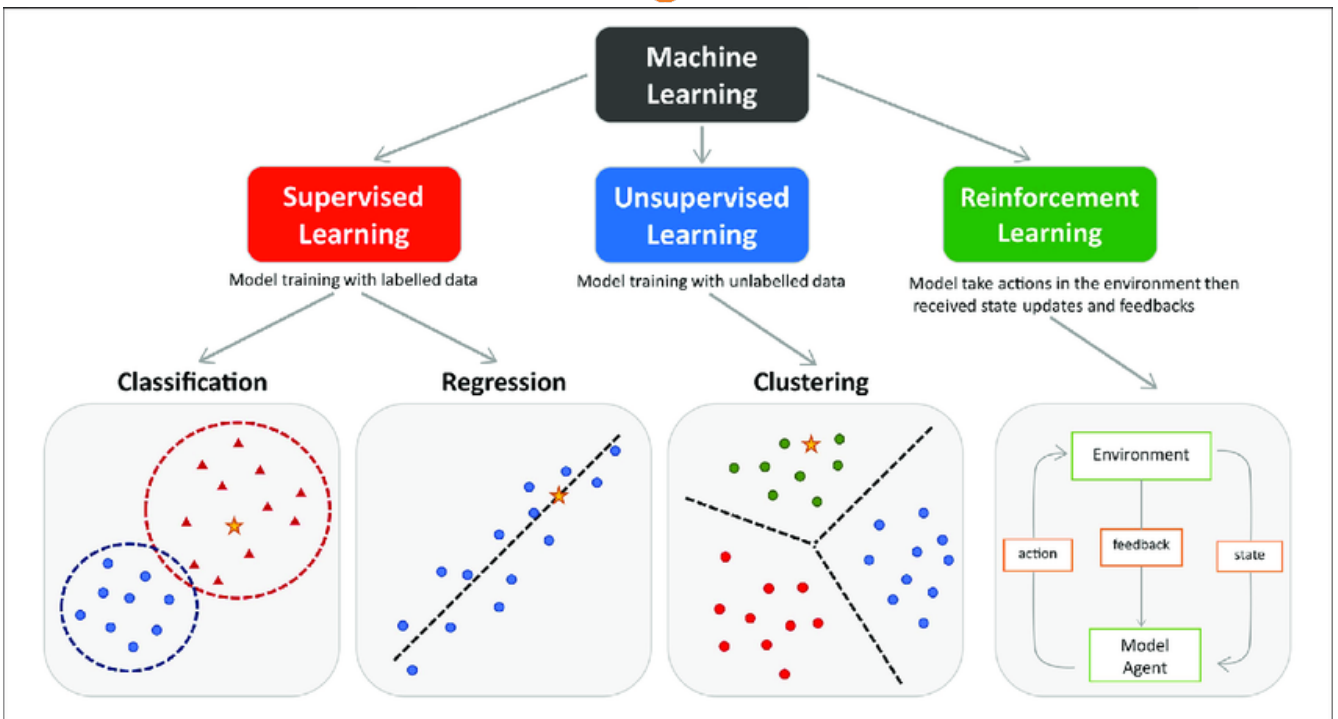 Machine
Learning
Supervised
Learning
Unsupervised
Learning
Reinforcement
Learning
Model training with labelled data
Model training with unlabelled data
Model take actions in the environment then
received state updates and feedbacks
Classification
Regression
Clustering
Environment
action
feedback
state
Model
Agent